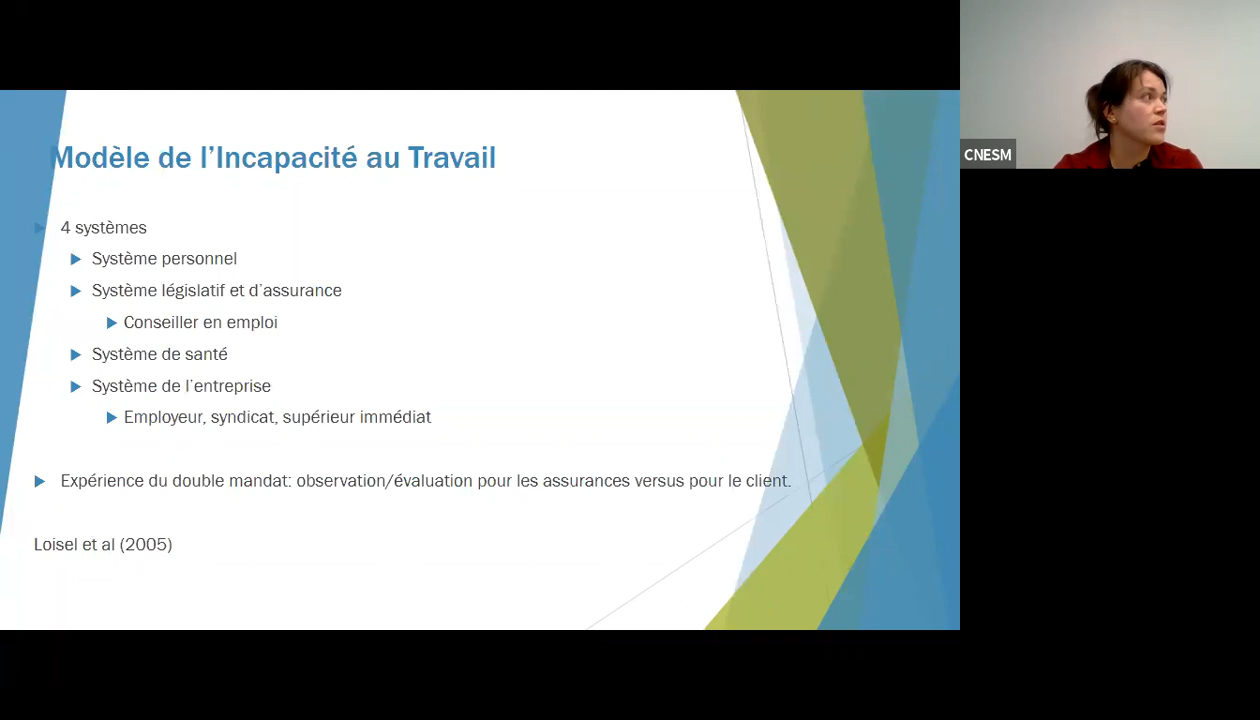 Modèle de l’Incapacité au Travail
4 systèmes
Système personnel
Système législatif et d’assurance
Conseiller en emploi
Système de santé
Système de l’entreprise
Employeur, syndicat, supérieur immédiat
Expérience du double mandat: observation/évaluation pour les assurances versus pour le client.
Loisel et al (2005)
CNESM